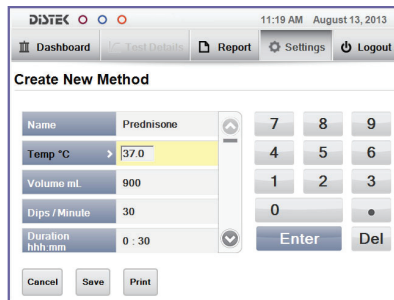 DiSTEK 11:19 AM August 13, 2013
Dashboard Test Details Report Settings Logout
Create New Method
Name Prednisone
Temp °C > 37.0
Volume mL 900
Dips / Minute 30
Duration
hhh:mm 0 : 30
7 8 9
4 5 6
1 2 3
0 •
Enter Del
Cancel Save Print